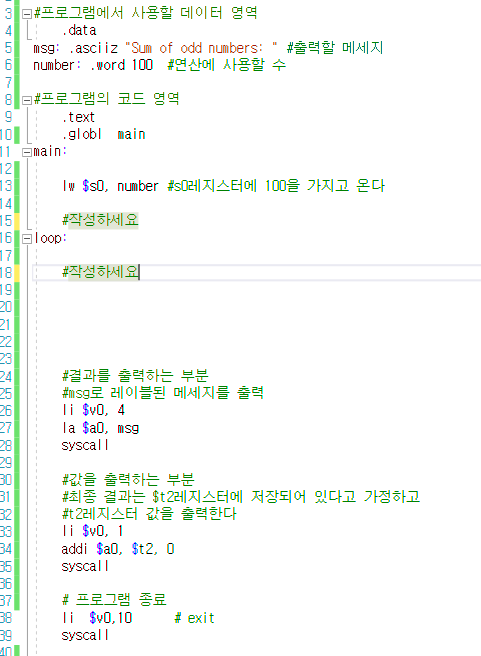 3 #프로그램에서 사용할 데이터 영역
4 .data
5 msg: .asciiz "Sum of odd numbers: " #출력할 메세지
6 number: .word 100 #연산에 사용할 수
7
8 #프로그램의 코드 영역
9 .text
10 .globl main
11 main:
12
13 lw $s0, number #s0레지스터에 100을 가지고 온다
14
15 #작성하세요
16 loop:
17
18 #작성하세요
19
20
21
22
23
24 #결과를 출력하는 부분
25 #msg로 레이블된 메세지를 출력
26 li $v0, 4
27 la $a0, msg
28 syscall
29
30 #값을 출력하는 부분
31 #최종 결과는 $t2레지스터에 저장되어 있다고 가정하고
32 #t2레지스터 값을 출력한다
33 li $v0, 1
34 addi $a0, $t2, 0
35 syscall
36
37 # 프로그램 종료
38 li $v0,10 # exit
39 syscall
40